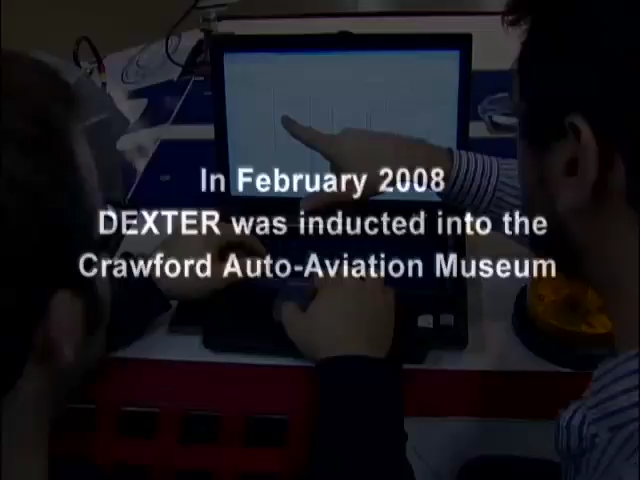 In February 2008
DEXTER was inducted into the
Crawford Auto-Aviation Museum